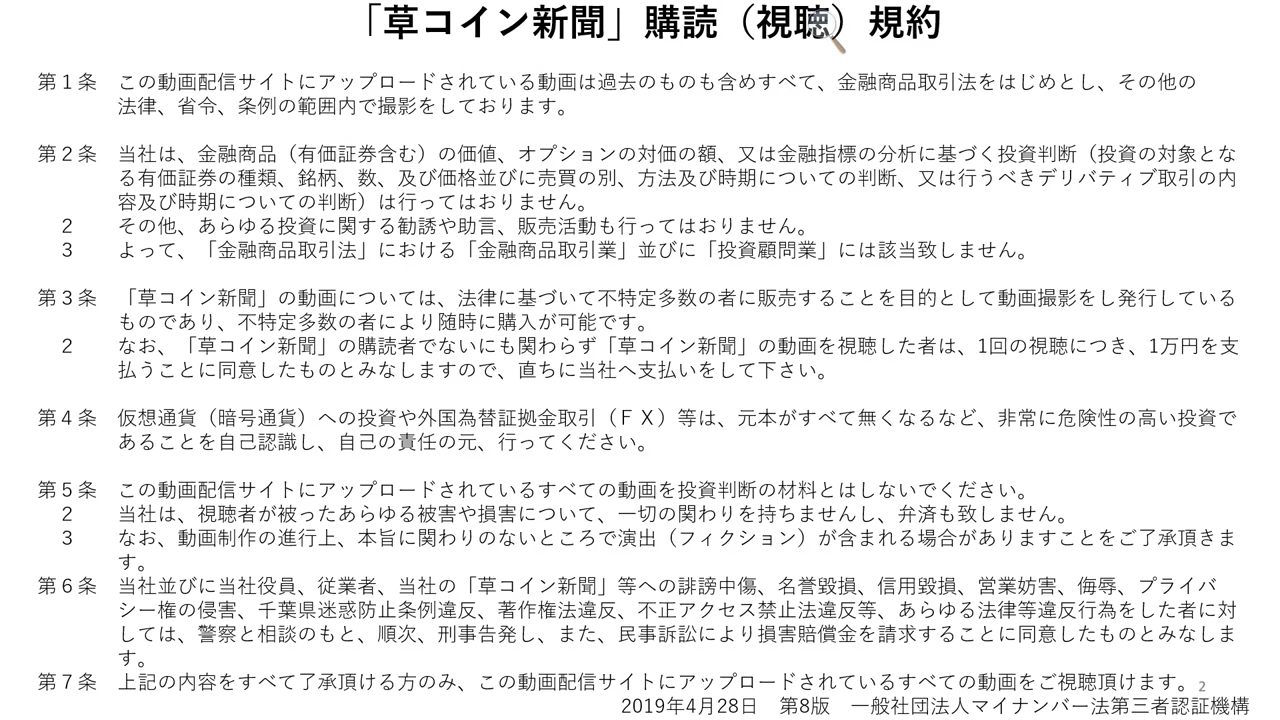 「草コイン新聞」購読（視聴）規約
第１条　この動画配信サイトにアップロードされている動画は過去のものも含めすべて、金融商品取引法をはじめとし、その他の
法律、省令、条例の範囲内で撮影をしております。
第２条　当社は、金融商品（有価証券含む）の価値、オプションの対価の額、又は金融指標の分析に基づく投資判断（投資の対象とな
る有価証券の種類、銘柄、数、及び価格並びに売買の別、方法及び時期についての判断、又は行うべきデリバティブ取引の内
容及び時期についての判断）は行ってはおりません。
2　その他、あらゆる投資に関する勧誘や助言、販売活動も行ってはおりません。
3　よって、「金融商品取引法」における「金融商品取引業」並びに「投資顧問業」には該当致しません。
第３条　「草コイン新聞」の動画については、法律に基づいて不特定多数の者に販売することを目的として動画撮影をし発行している
ものであり、不特定多数の者により随時に購入が可能です。
2　なお、「草コイン新聞」の購読者でないにも関わらず「草コイン新聞」の動画を視聴した者は、1回の視聴につき、1万円を支
払うことに同意したものとみなしますので、直ちに当社へ支払いをして下さい。
第４条　仮想通貨（暗号通貨）への投資や外国為替証拠金取引（ＦＸ）等は、元本がすべて無くなるなど、非常に危険性の高い投資で
あることを自己認識し、自己の責任の元、行ってください。
第５条　この動画配信サイトにアップロードされているすべての動画を投資判断の材料とはしないでください。
2　当社は、視聴者が被ったあらゆる被害や損害について、一切の関わりを持ちませんし、弁済も致しません。
3　なお、動画制作の進行上、本旨に関わりのないところで演出（フィクション）が含まれる場合がありますことをご了承頂きま
す。
第６条　当社並びに当社役員、従業者、当社の「草コイン新聞」等への誹謗中傷、名誉毀損、信用毀損、営業妨害、侮辱、プライバ
シー権の侵害、千葉県迷惑防止条例違反、著作権法違反、不正アクセス禁止法違反等、あらゆる法律等違反行為をした者に対
しては、警察と相談のもと、順次、刑事告発し、また、民事訴訟により損害賠償金を請求することに同意したものとみなしま
す。
第７条　上記の内容をすべて了承頂ける方のみ、この動画配信サイトにアップロードされているすべての動画をご視聴頂けます。
2
2019年4月28日　第8版　一般社団法人マイナンバー法第三者認証機構